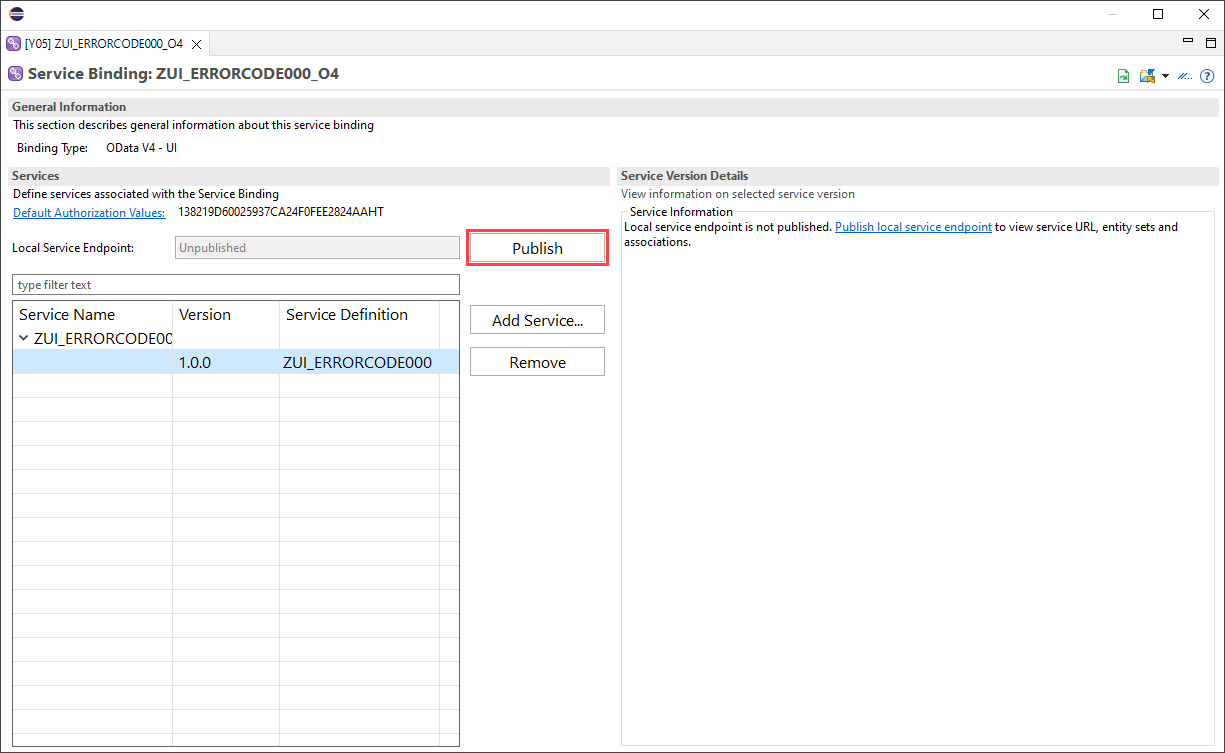 [Y05] ZUI_ERRORCODE000_O4
Service Binding: ZUI_ERRORCODE000_O4
General Information
This section describes general information about this service binding
Binding Type: OData V4 - UI
Services
Define services associated with the Service Binding
Default Authorization Values: 138219D60025937CA24F0FEE2824AAHT
Local Service Endpoint: Unpublished Publish
type filter text
Service Name Version Service Definition
ZUI_ERRORCODE00
1.0.0 ZUI_ERRORCODE000
Add Service...
Remove
Service Version Details
View information on selected service version
Service Information
Local service endpoint is not published. Publish local service endpoint to view service URL, entity sets and
associations.